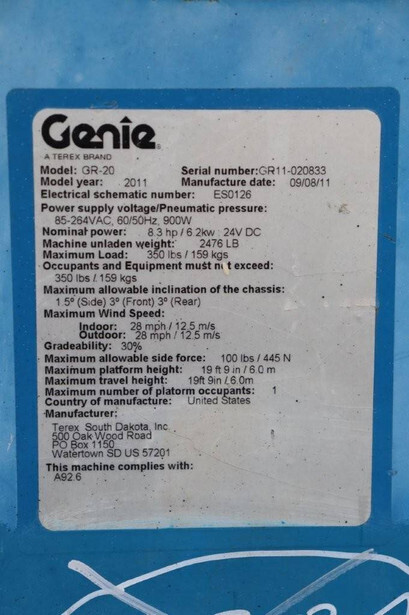 Genie
A TEREX BRAND
Model: GR-20 Serial number:GR11-020833
Model year: 2011 Manufacture date: 09/08/11
Electrical schematic number: ES0126
Power supply voltage/Pneumatic pressure:
85-264VAC, 60/50Hz, 900W
Nominal power: 8.3 hp / 6.2kw : 24V DC
Machine unladen weight: 2476 LB
Maximum Load: 350 lbs / 159 kgs
Occupants and Equipment must not exceed:
350 lbs / 159 kgs
Maximum allowable inclination of the chassis:
1.5º (Side) 3º (Front) 3º (Rear)
Maximum Wind Speed:
Indoor: 28 mph / 12.5 m/s
Outdoor: 28 mph / 12.5 m/s
Gradeability: 30%
Maximum allowable side force: 100 lbs / 445 N
Maximum platform height: 19 ft 9 in / 6.0 m
Maximum travel height: 19ft 9in / 6.0m
Maximum number of platorm occupants: 1
Country of manufacture: United States
Manufacturer:
Terex South Dakota, Inc.
500 Oak Wood Road
PO Box 1150
Watertown SD US 57201
This machine complies with:
A92.6